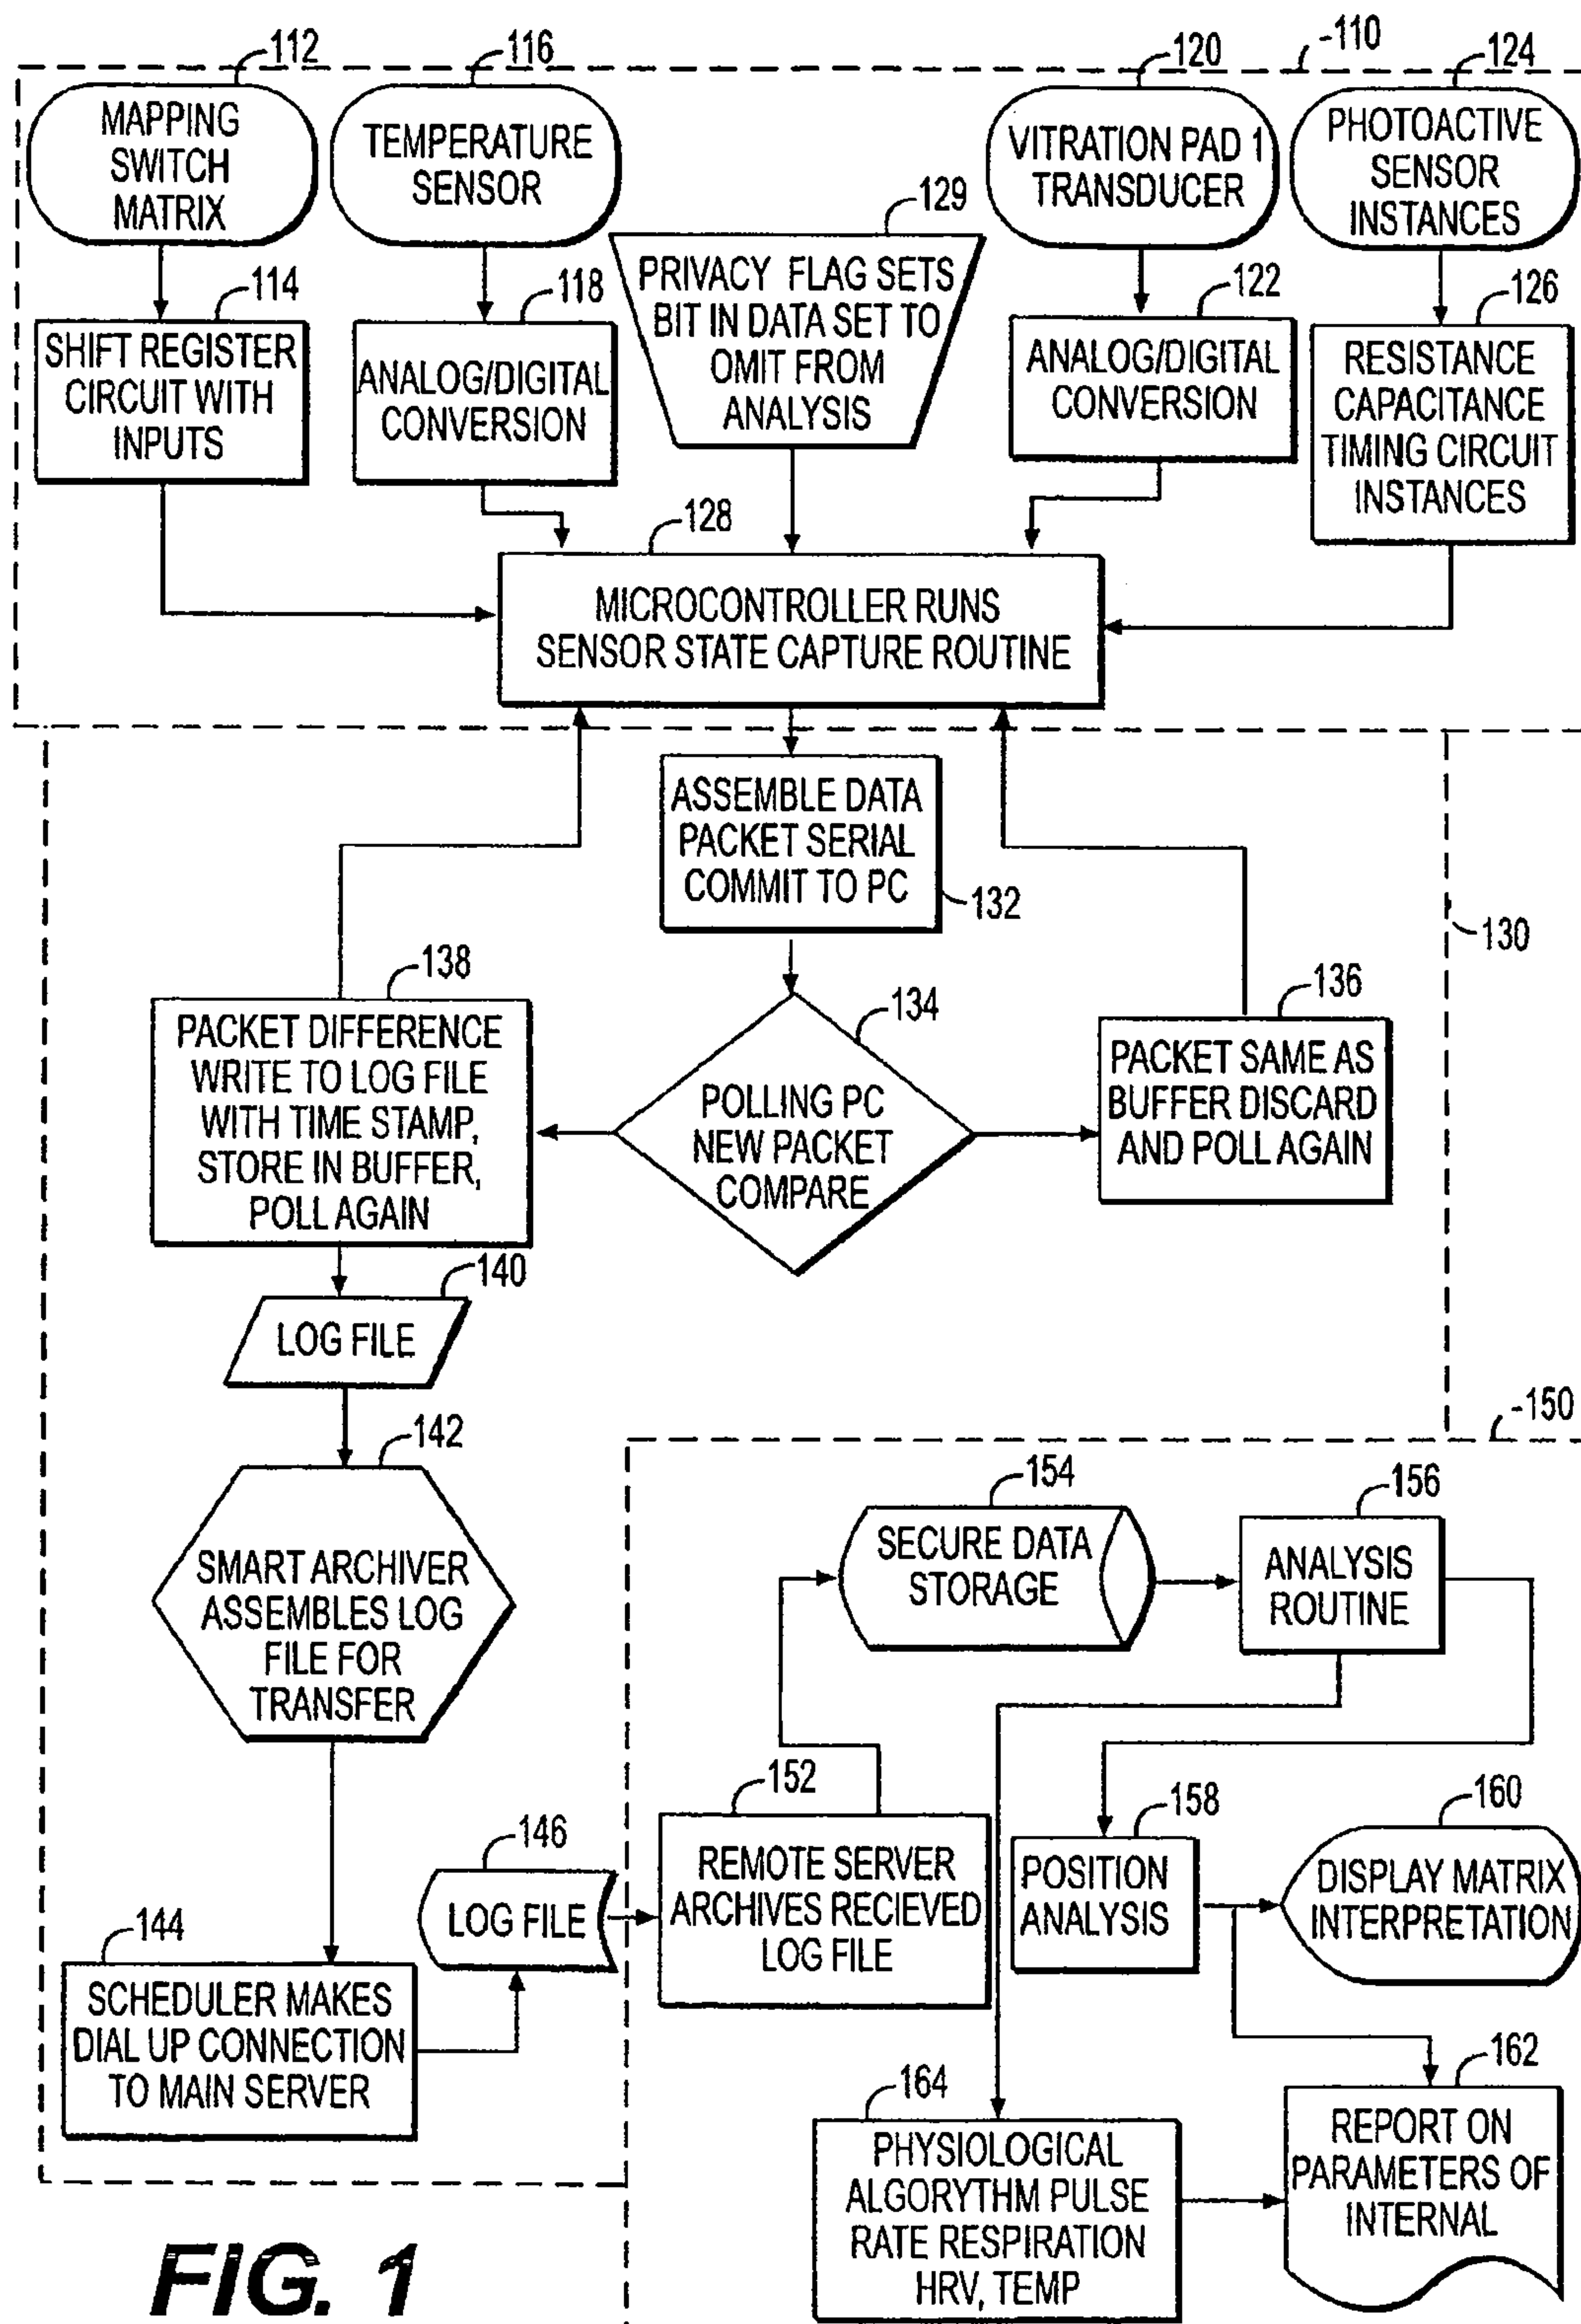 112
116
120
-110
124
MAPPING
SWITCH
MATRIX
TEMPERATURE
SENSOR
VITRATION PAD 1
TRANSDUCER
PHOTOACTIVE
SENSOR
INSTANCES
129
PRIVACY FLAG SETS
BIT IN DATA SET TO
OMIT FROM
ANALYSIS
114
SHIFT REGISTER
CIRCUIT WITH
INPUTS
118
ANALOG/DIGITAL
CONVERSION
122
ANALOG/DIGITAL
CONVERSION
126
RESISTANCE
CAPACITANCE
TIMING CIRCUIT
INSTANCES
128
MICROCONTROLLER RUNS
SENSOR STATE CAPTURE ROUTINE
ASSEMBLE DATA
PACKET SERIAL
COMMIT TO PC
132
130
138
PACKET DIFFERENCE
WRITE TO LOG FILE
WITH TIME STAMP,
STORE IN BUFFER,
POLL AGAIN
134
POLLING PC
NEW PACKET
COMPARE
136
PACKET SAME AS
BUFFER DISCARD
AND POLL AGAIN
140
LOG FILE
142
SMART ARCHIVER
ASSEMBLES LOG
FILE FOR
TRANSFER
-150
154
SECURE DATA
STORAGE
156
ANALYSIS
ROUTINE
144
SCHEDULER MAKES
DIAL UP CONNECTION
TO MAIN SERVER
146
LOG FILE
152
REMOTE SERVER
ARCHIVES RECIEVED
LOG FILE
158
POSITION
ANALYSIS
160
DISPLAY MATRIX
INTERPRETATION
164
PHYSIOLOGICAL
ALGORYTHM PULSE
RATE RESPIRATION
HRV, TEMP
162
REPORT ON
PARAMETERS OF
INTERNAL
FIG. 1